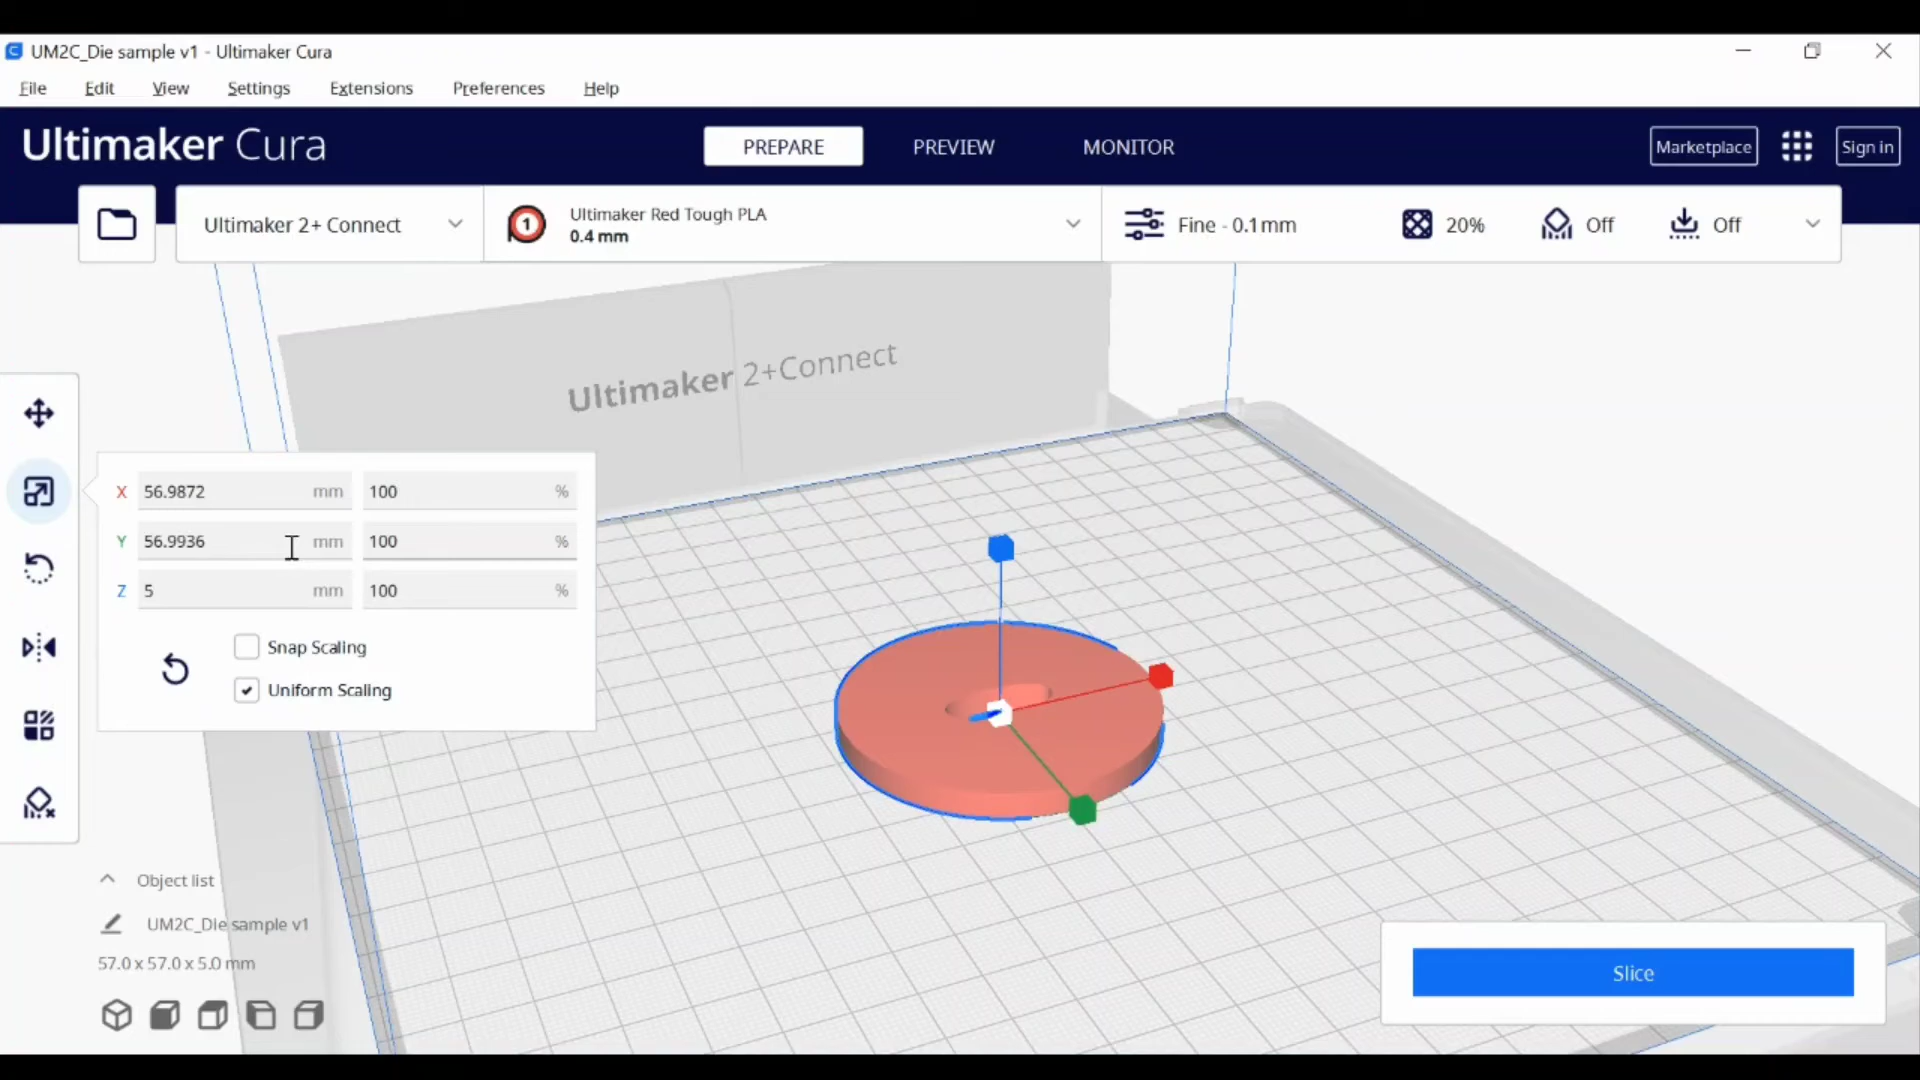 UM2C_Die sample v1 - Ultimaker Cura
File Edit View Settings Extensions Preferences Help
Ultimaker Cura
PREPARE PREVIEW MONITOR
Marketplace Sign in
Ultimaker 2+ Connect
1
Ultimaker Red Tough PLA
0.4 mm
Fine - 0.1mm
20%
Off
Off
Ultimaker 2+Connect
X 56.9872 mm 100 %
Y 56.9936 mm 100 %
Z 5 mm 100 %
Snap Scaling
Uniform Scaling
Object list
UM2C_Die sample v1
57.0 x 57.0 x 5.0 mm
Slice